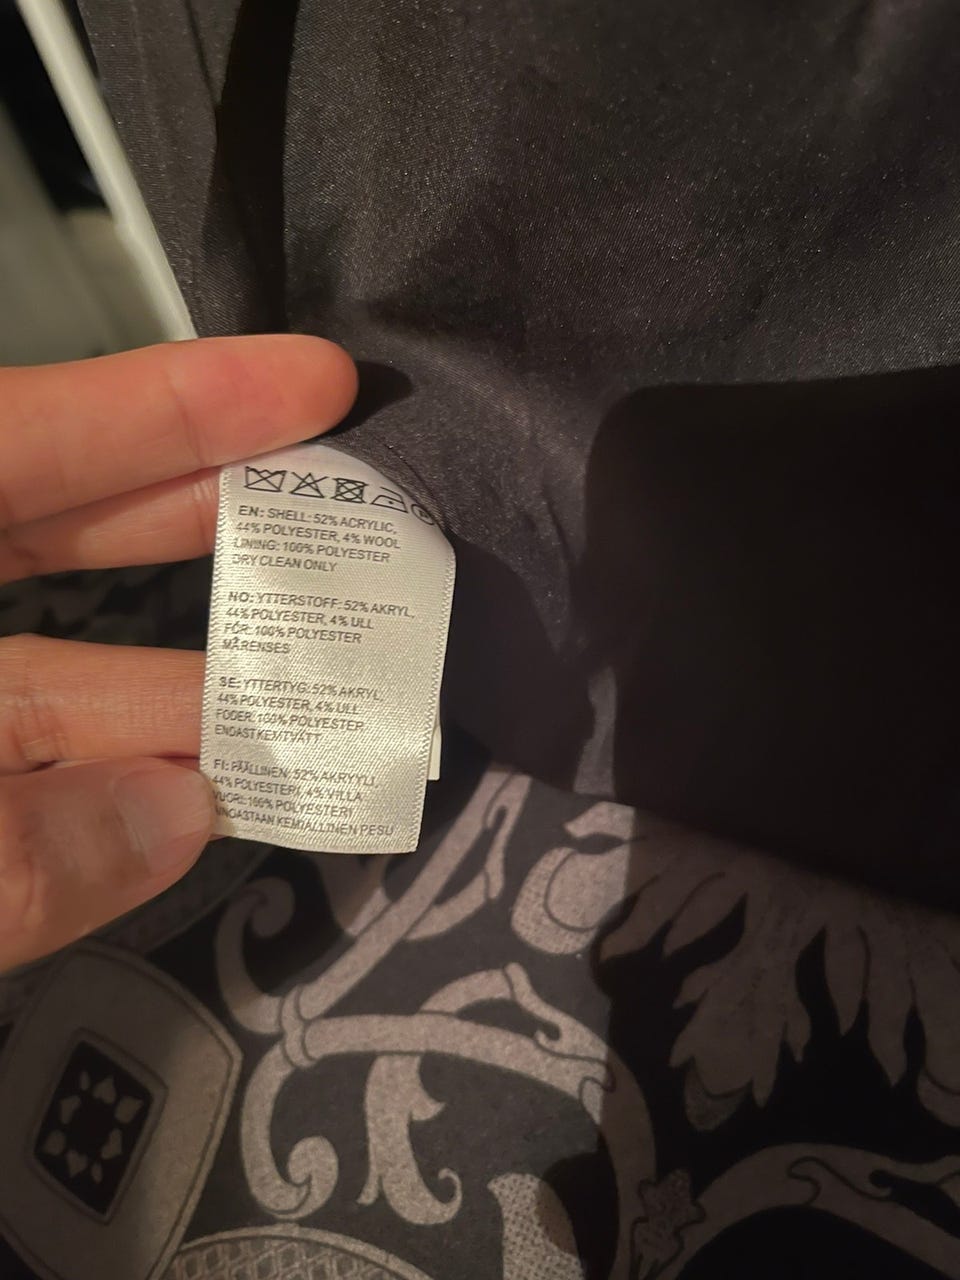 EN: SHELL: 52% ACRYLIC,
44% POLYESTER, 4% WOOL
LINING: 100% POLYESTER
DRY CLEAN ONLY
NO: YTTERSTOFF: 52% AKRYL,
44% POLYESTER, 4% ULL
FÔR: 100% POLYESTER
MÅ RENSES
SE: YTTERTYG: 52% AKRYL,
44% POLYESTER, 4% ULL
FODER: 100% POLYESTER
ENDAST KEMTVÄTT
FI: PÄÄLLINEN: 52% AKRYYLI,
44% POLYESTERI, 4% VILLA
VUORI: 100% POLYESTERI
AINOASTAAN KEMIALLINEN PESU